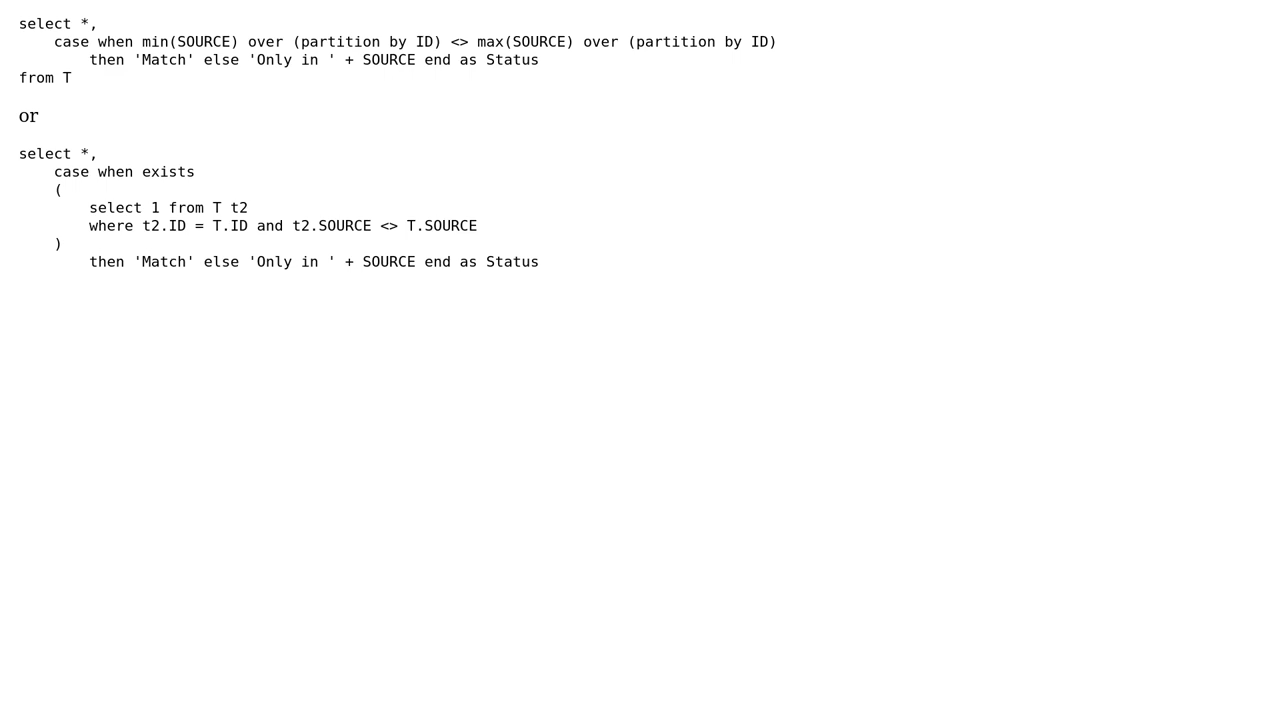 select *,
    case when min(SOURCE) over (partition by ID) <> max(SOURCE) over (partition by ID)
        then 'Match' else 'Only in ' + SOURCE end as Status
from T
or
select *,
    case when exists
    (
        select 1 from T t2
        where t2.ID = T.ID and t2.SOURCE <> T.SOURCE
    )
        then 'Match' else 'Only in ' + SOURCE end as Status